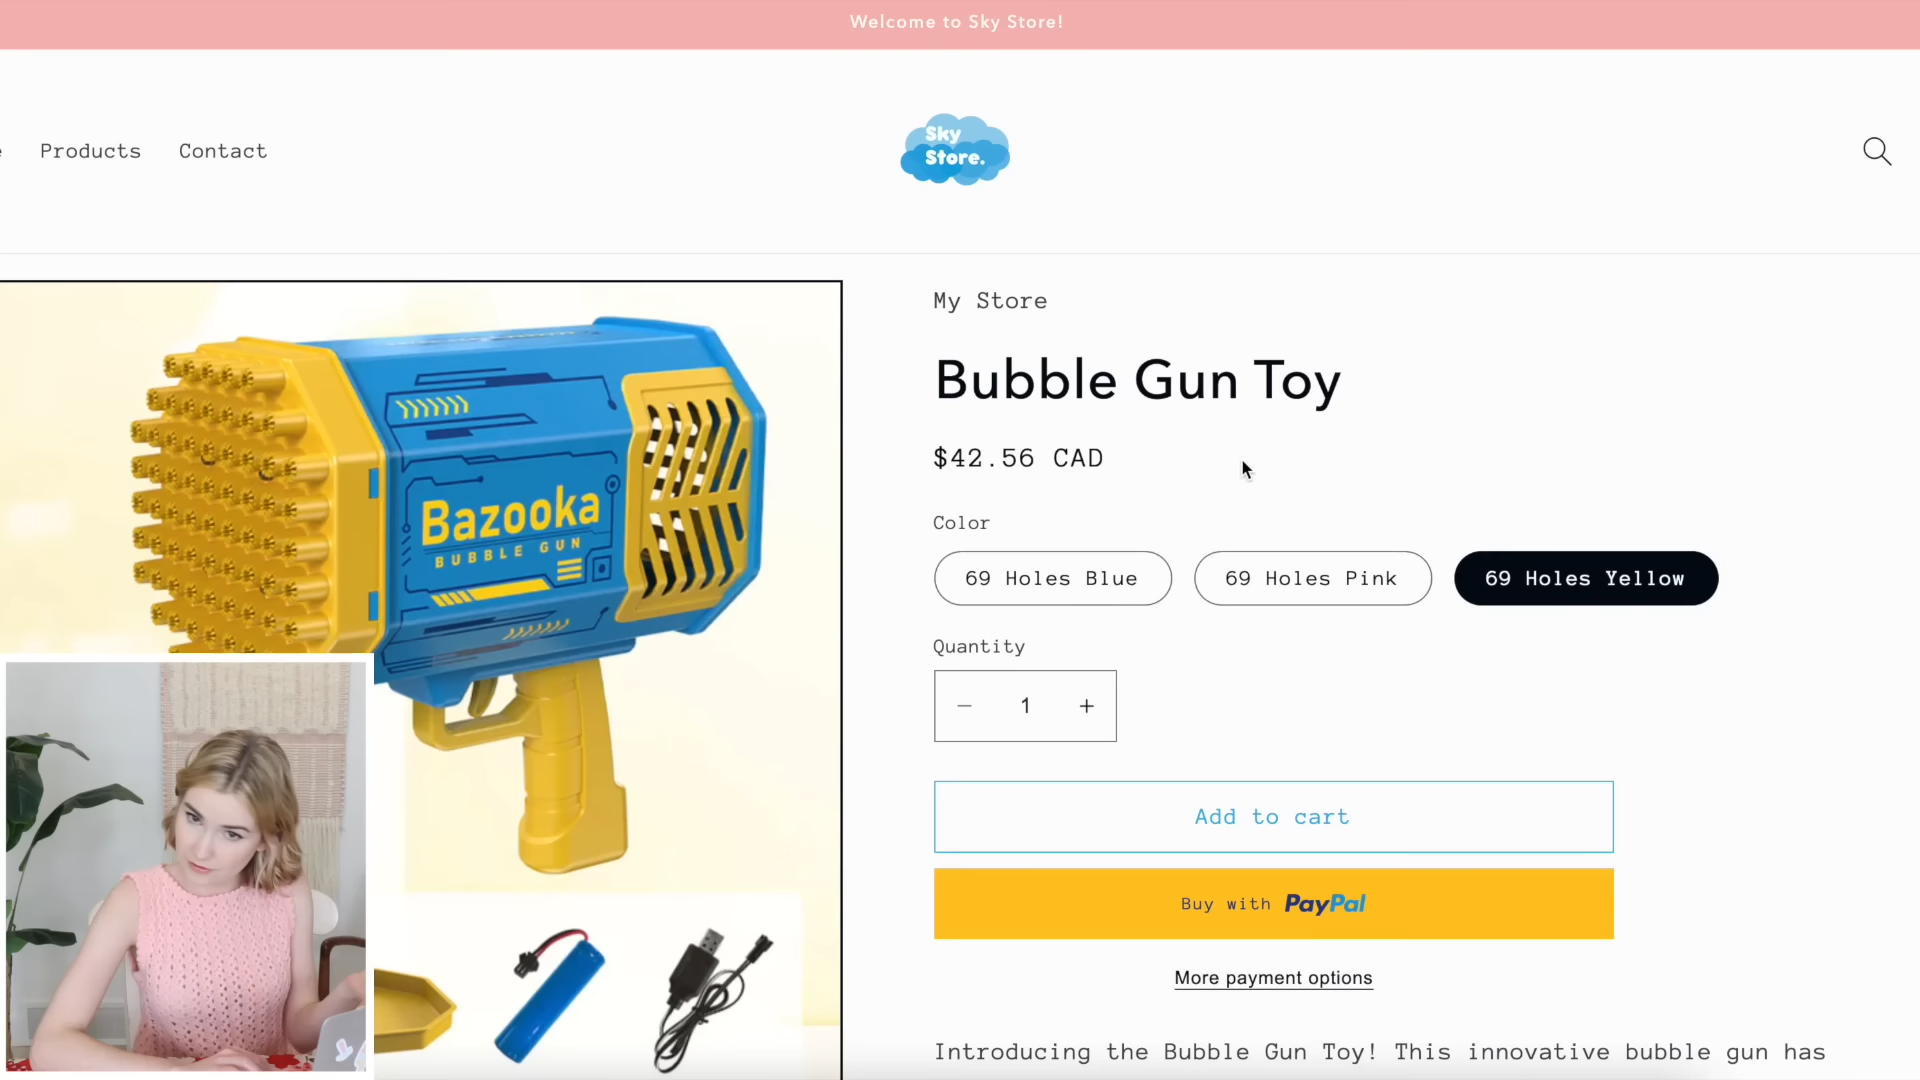 Welcome to Sky Store!
Products
Contact
Sky
Store.
My Store
Bubble Gun Toy
$42.56 CAD
Color
69 Holes Blue
69 Holes Pink
69 Holes Yellow
Quantity
1
Add to cart
Buy with PayPal
More payment options
Introducing the Bubble Gun Toy! This innovative bubble gun has
Bazooka
BUBBLE GUN